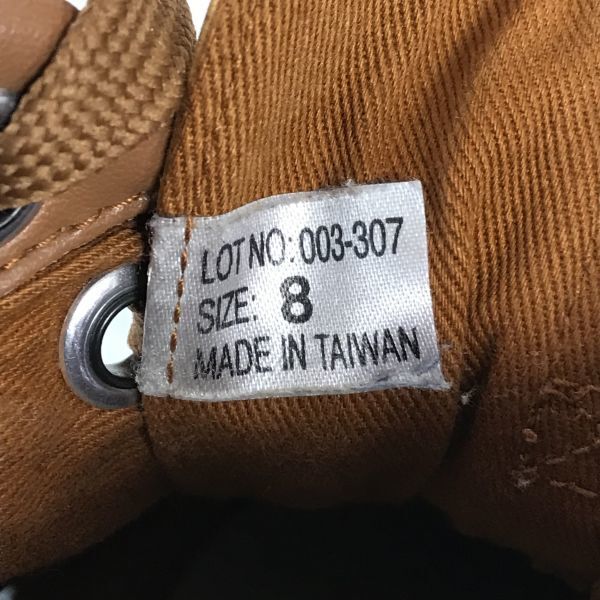 LOT NO: 003-307
SIZE: 8
MADE IN TAIWAN